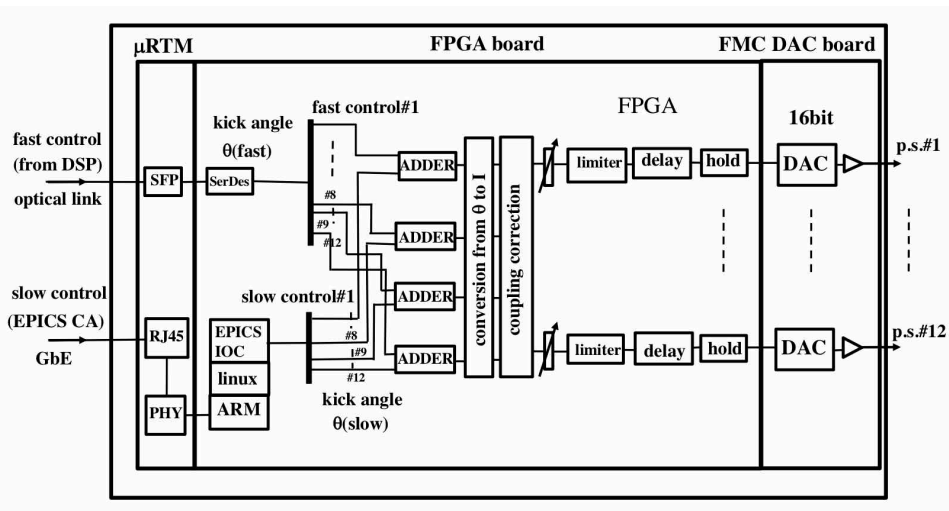 μRTM
FPGA board
FMC DAC board
fast control
(from DSP)
optical link
SFP
kick angle
θ(fast)
SerDes
fast control#1
#8
#9
#12
ADDER
ADDER
ADDER
ADDER
conversion from θ to I
coupling correction
FPGA
limiter
delay
hold
16bit
DAC
p.s.#1
slow control
(EPICS CA)
GbE
RJ45
PHY
EPICS
IOC
linux
ARM
slow control#1
#8
#9
#12
kick angle
θ(slow)
limiter
delay
hold
DAC
p.s.#12